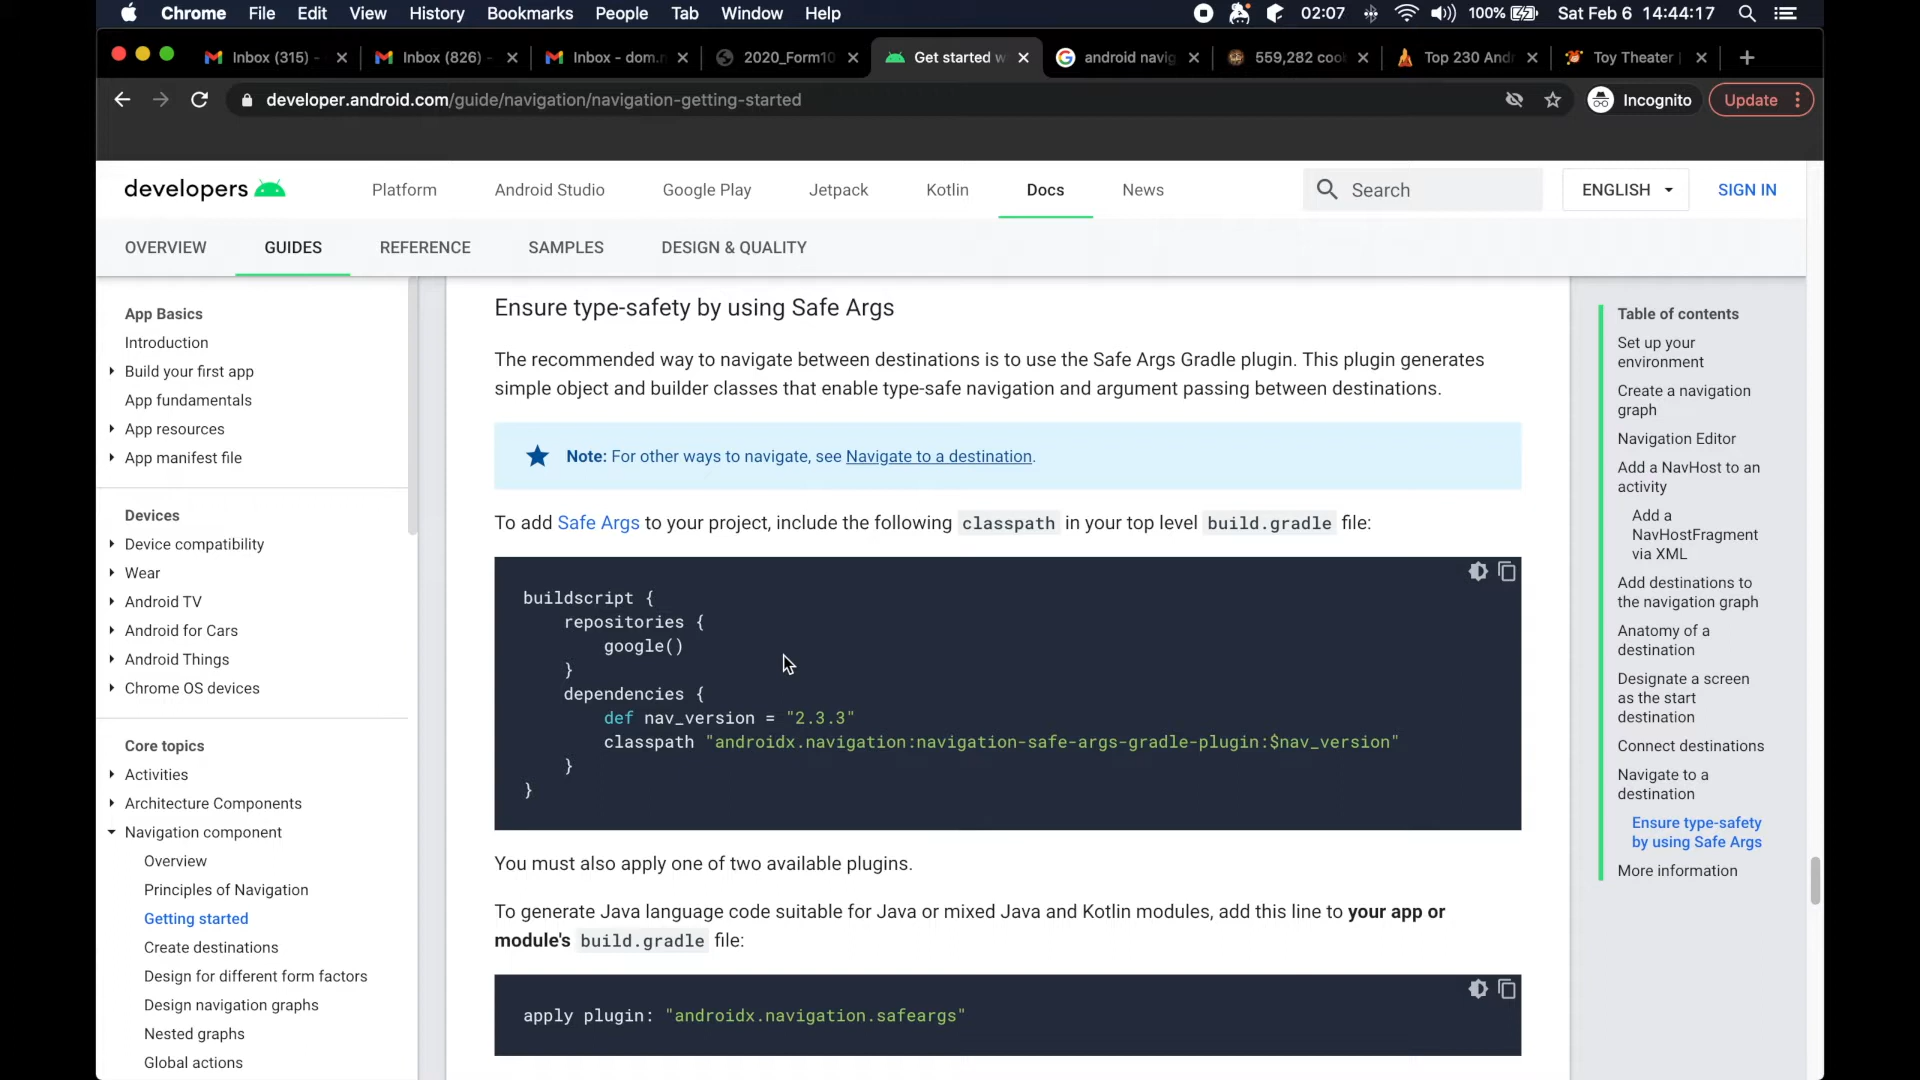 Chrome File Edit View History Bookmarks People Tab Window Help 02:07 100% Sat Feb 6 14:44:17
Inbox (315) - Inbox (826) - Inbox - dom.n 2020_Form10 Get started w android navig 559,282 cool Top 230 Andr Toy Theater |
developer.android.com/guide/navigation/navigation-getting-started Incognito Update
developers Platform Android Studio Google Play Jetpack Kotlin Docs News Search ENGLISH SIGN IN
OVERVIEW GUIDES REFERENCE SAMPLES DESIGN & QUALITY
App Basics
Introduction
Build your first app
App fundamentals
App resources
App manifest file
Devices
Device compatibility
Wear
Android TV
Android for Cars
Android Things
Chrome OS devices
Core topics
Activities
Architecture Components
Navigation component
Overview
Principles of Navigation
Getting started
Create destinations
Design for different form factors
Design navigation graphs
Nested graphs
Global actions
Ensure type-safety by using Safe Args
The recommended way to navigate between destinations is to use the Safe Args Gradle plugin. This plugin generates
simple object and builder classes that enable type-safe navigation and argument passing between destinations.
Note: For other ways to navigate, see Navigate to a destination.
To add Safe Args to your project, include the following classpath in your top level build.gradle file:
buildscript {
repositories {
google()
}
dependencies {
def nav_version = "2.3.3"
classpath "androidx.navigation:navigation-safe-args-gradle-plugin:$nav_version"
}
}
You must also apply one of two available plugins.
To generate Java language code suitable for Java or mixed Java and Kotlin modules, add this line to your app or
module's build.gradle file:
apply plugin: "androidx.navigation.safeargs"
Table of contents
Set up your
environment
Create a navigation
graph
Navigation Editor
Add a NavHost to an
activity
Add a
NavHostFragment
via XML
Add destinations to
the navigation graph
Anatomy of a
destination
Designate a screen
as the start
destination
Connect destinations
Navigate to a
destination
Ensure type-safety
by using Safe Args
More information